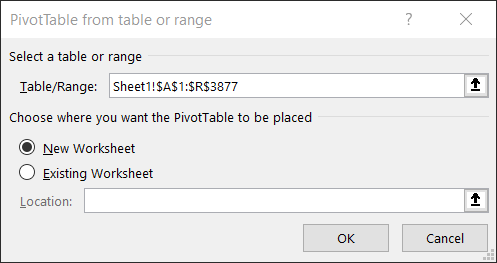 PivotTable from table or range ? ×
Select a table or range
Table/Range: Sheet1!$A$1:$R$3877
Choose where you want the PivotTable to be placed
New Worksheet
Existing Worksheet
Location:
OK Cancel